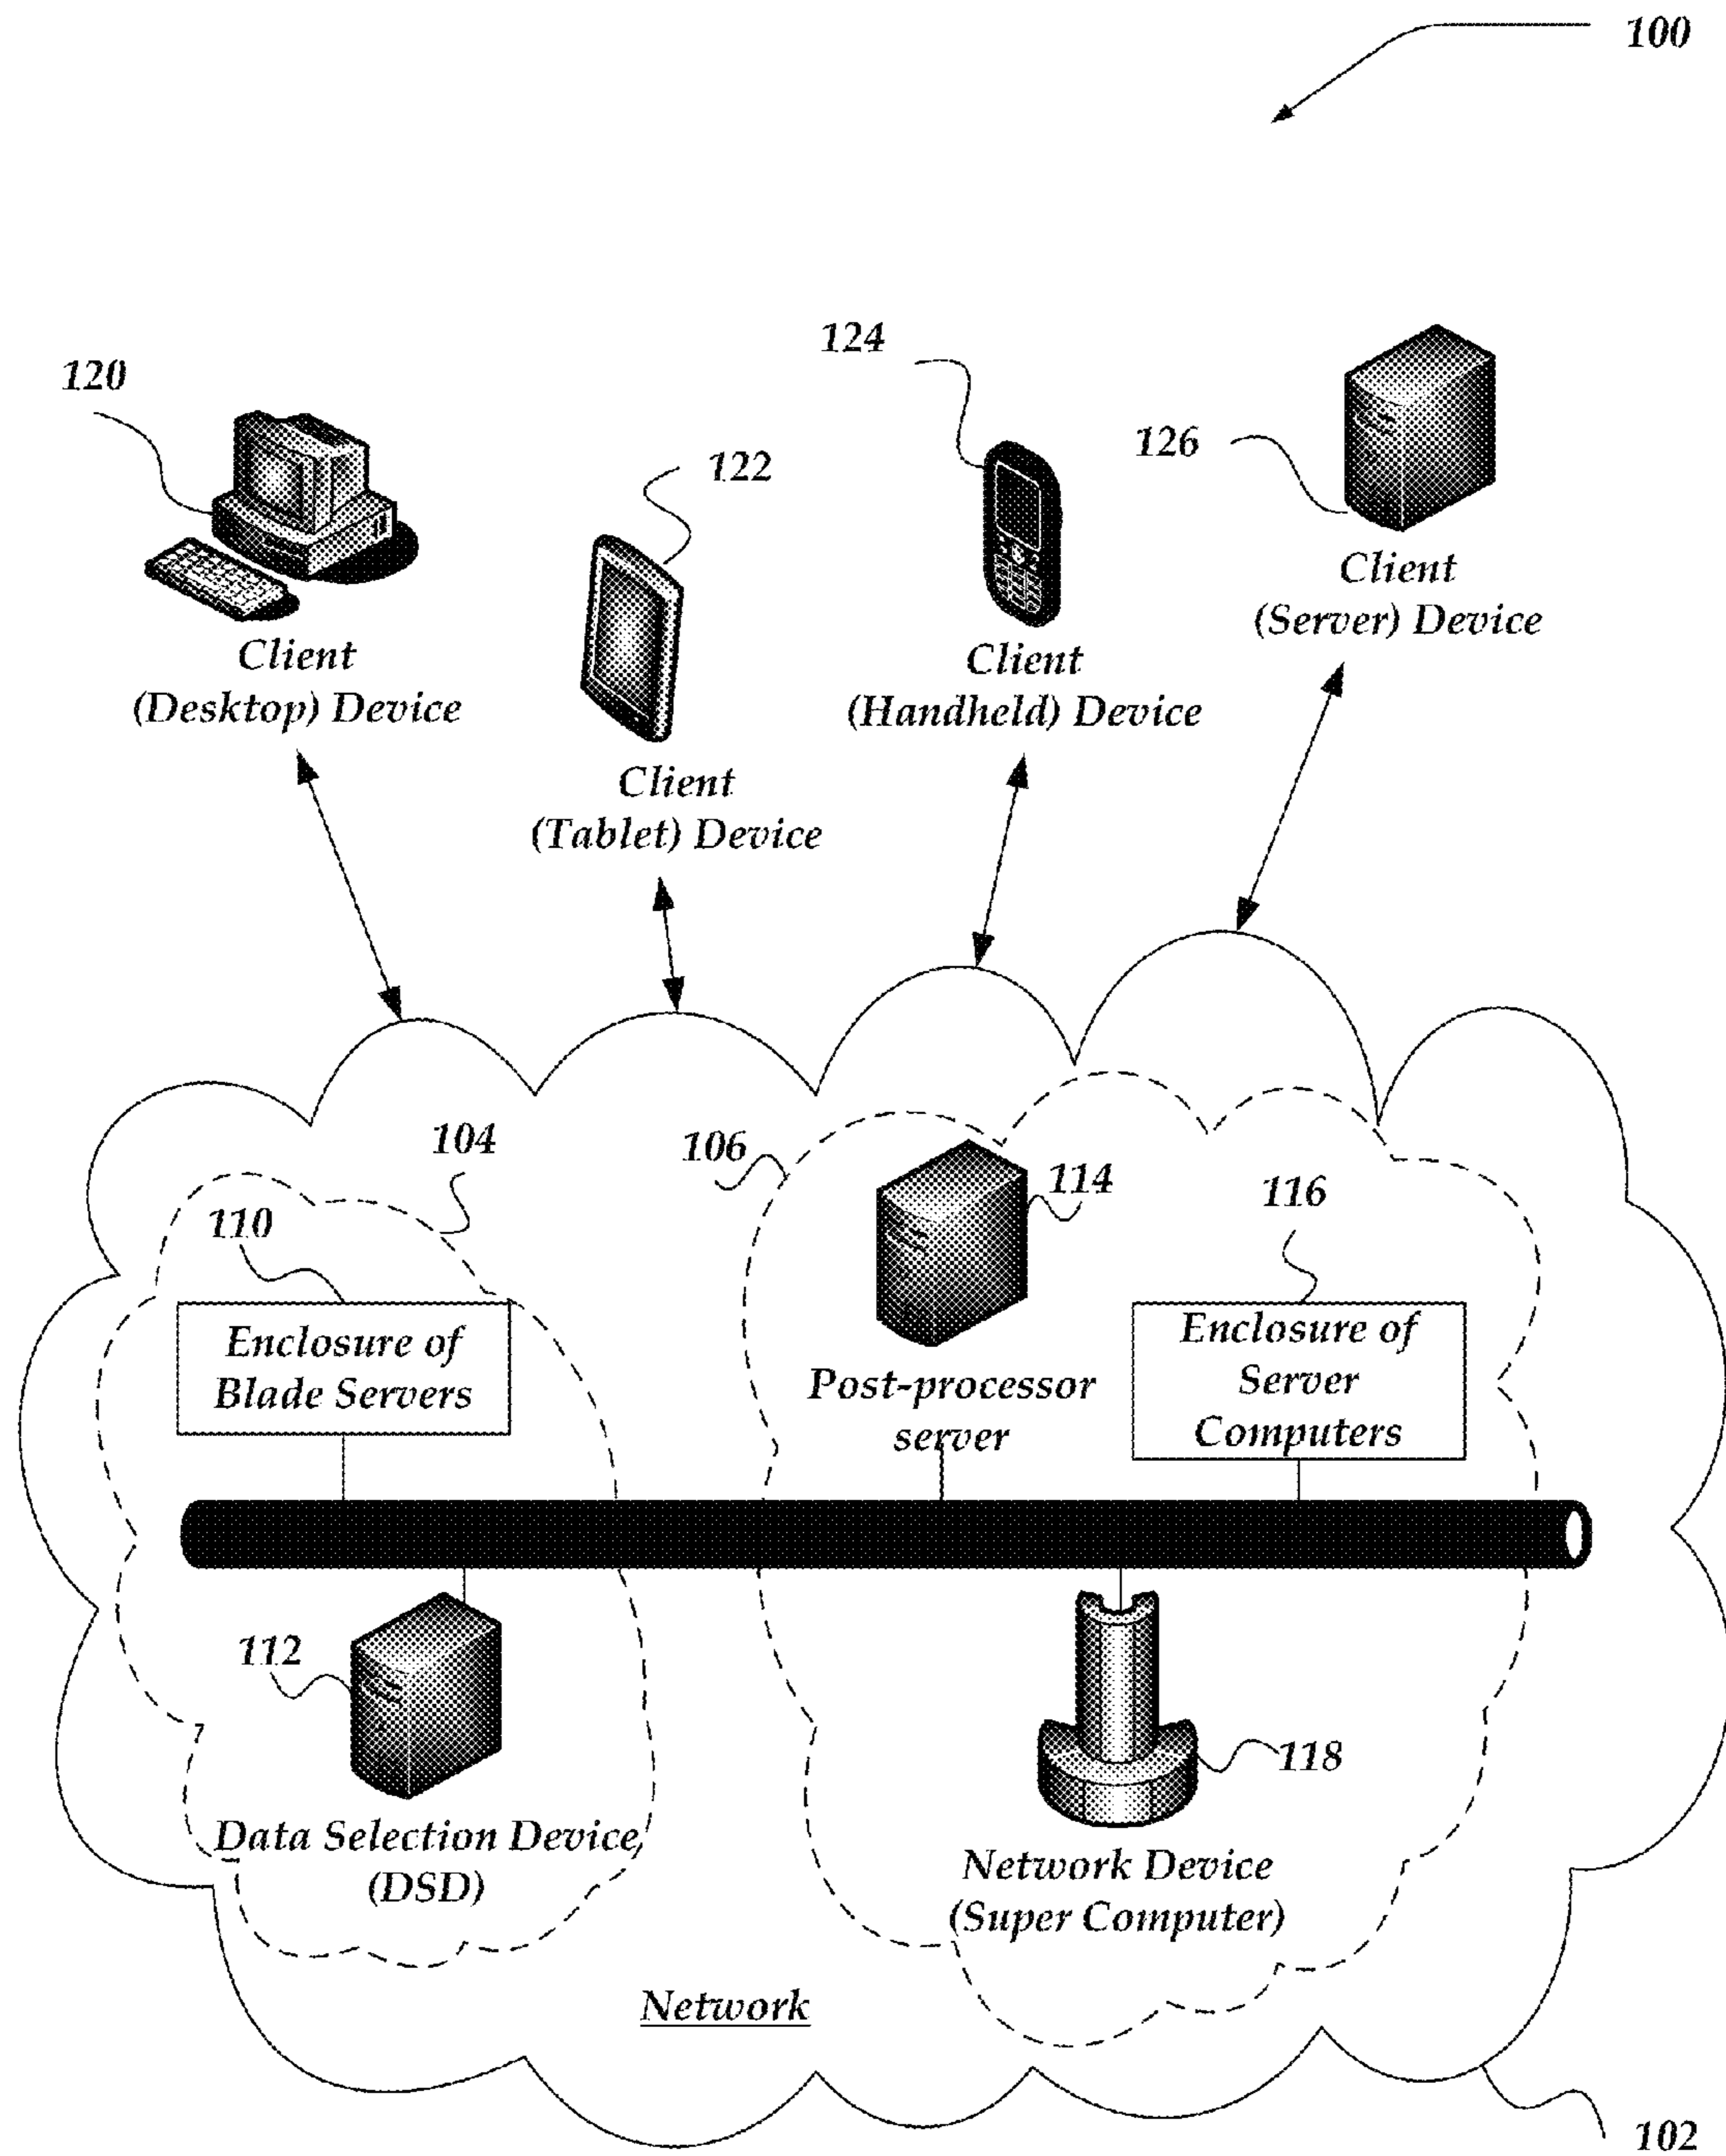 100
120
122
124
126
Client
(Desktop) Device
Client
(Tablet) Device
Client
(Handheld) Device
Client
(Server) Device
104
106
110
114
116
Enclosure of
Blade Servers
Post-processor
server
Enclosure of
Server
Computers
112
118
Data Selection Device
(DSD)
Network Device
(Super Computer)
Network
102